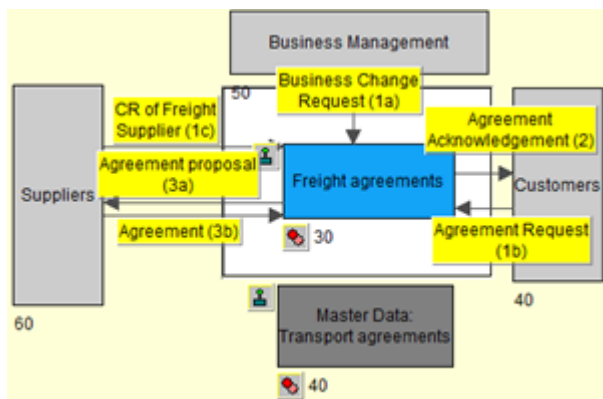 Business Management
50
Business Change
Request (1a)
CR of Freight
Supplier (1c)
Agreement
Acknowledgement (2)
Agreement proposal
(3a)
Suppliers
Freight agreements
Customers
Agreement (3b)
30
Agreement Request
(1b)
40
60
Master Data:
Transport agreements
40